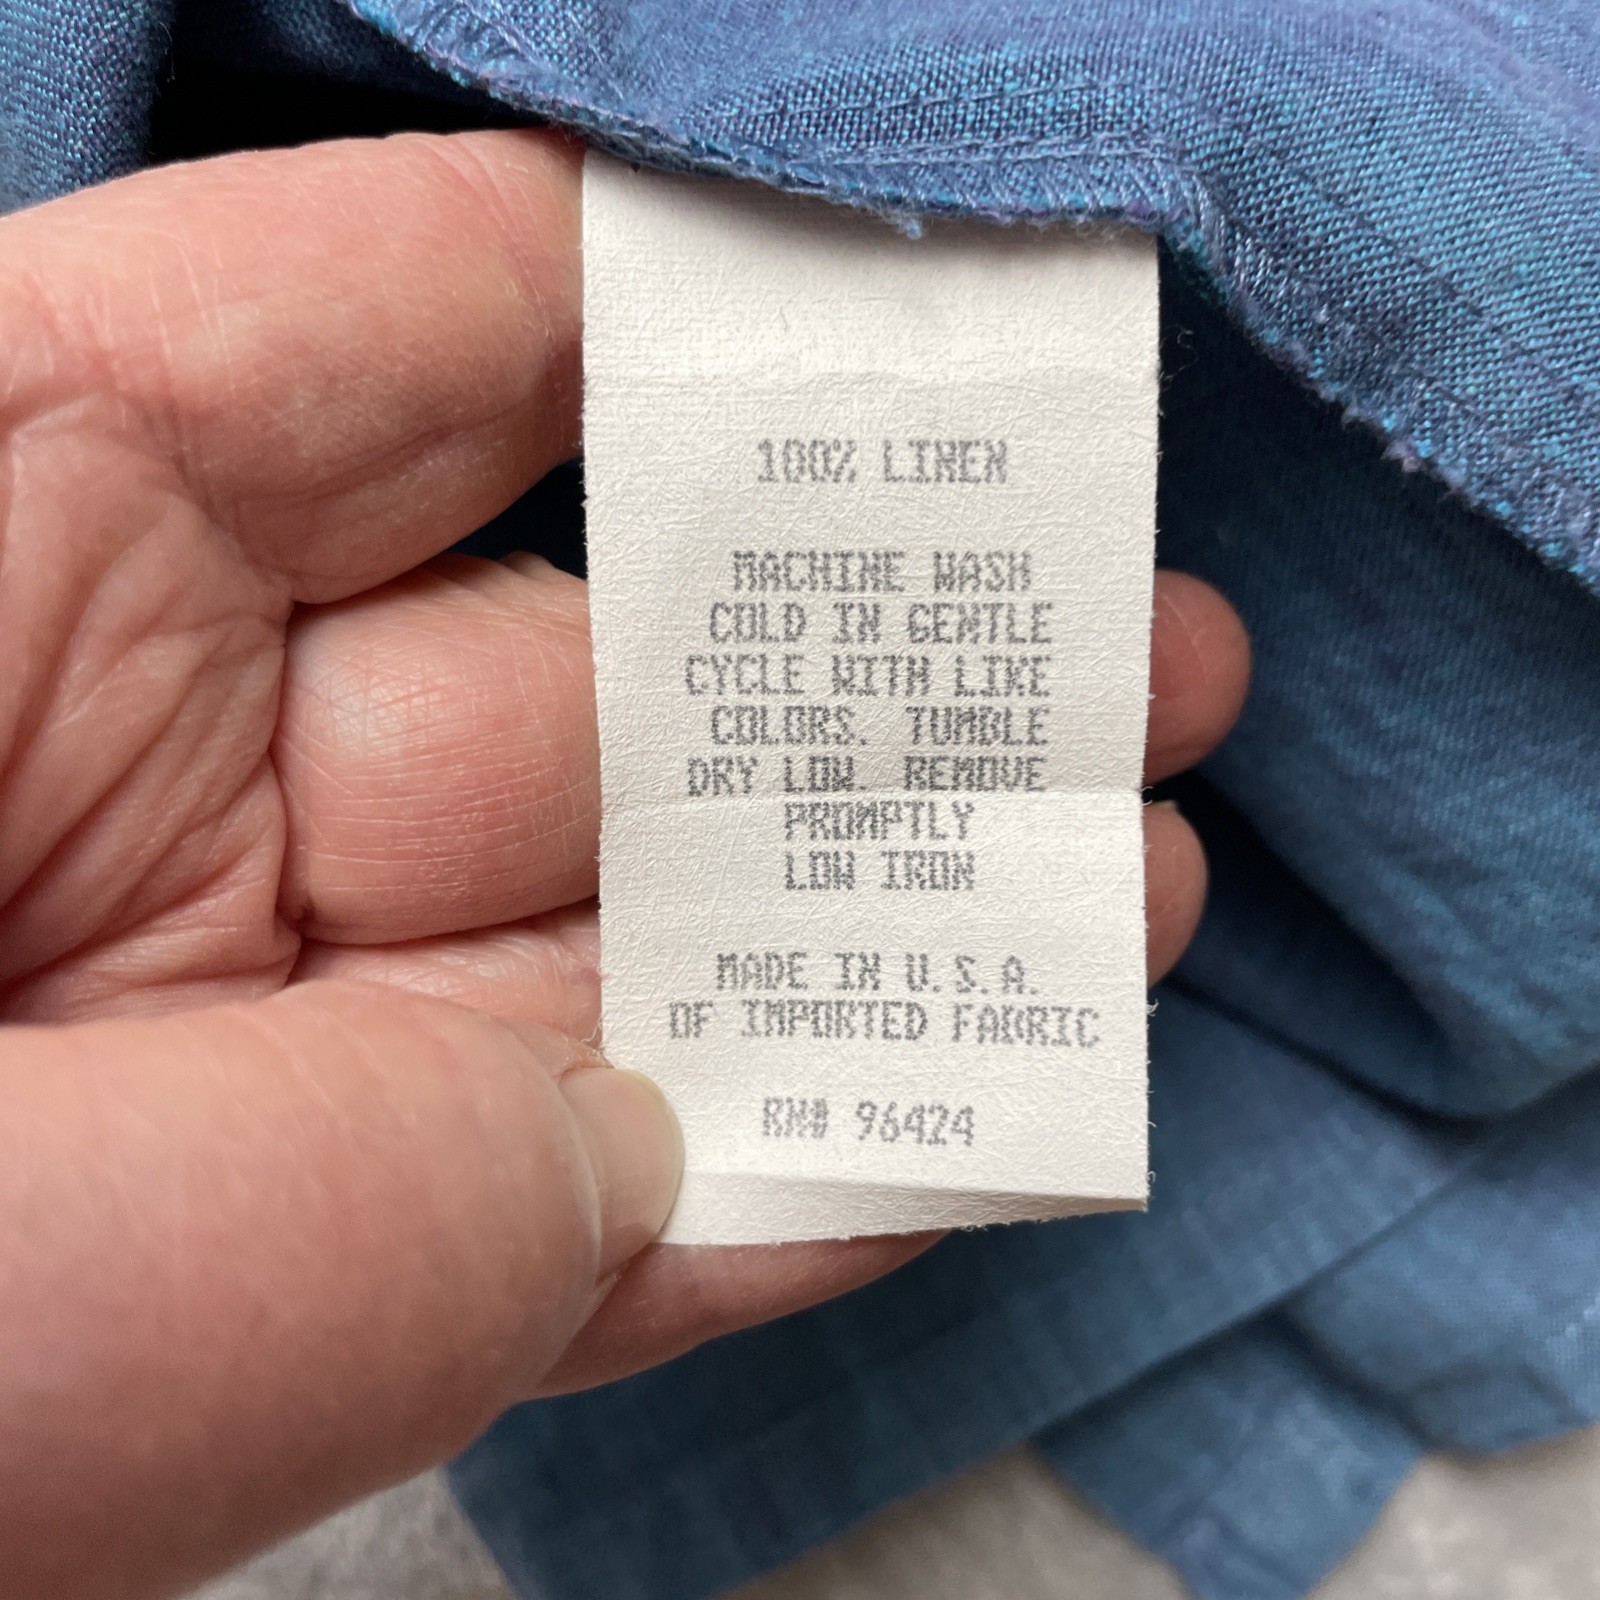 100% LINEN
MACHINE WASH
COLD IN GENTLE
CYCLE WITH LIKE
COLORS. TUMBLE
DRY LOW. REMOVE
PROMPTLY
LOW IRON
MADE IN U.S.A.
OF IMPORTED FABRIC
RN# 96424